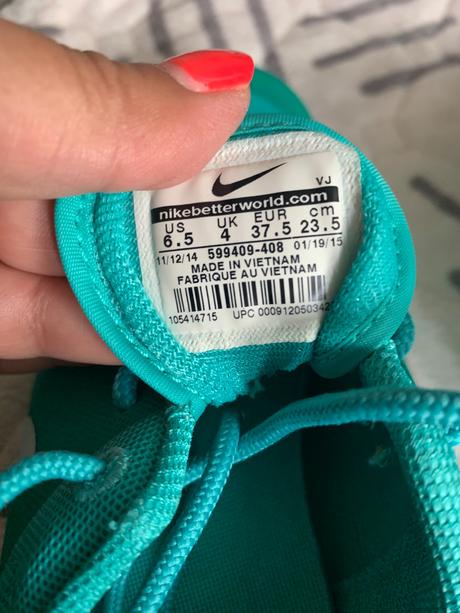 VJ
nikebetterworld.com
US UK EUR cm
6.5 4 37.5 23.5
11/12/14 599409-408 01/19/15
MADE IN VIETNAM
FABRIQUE AU VIETNAM
105414715 UPC 000912050342